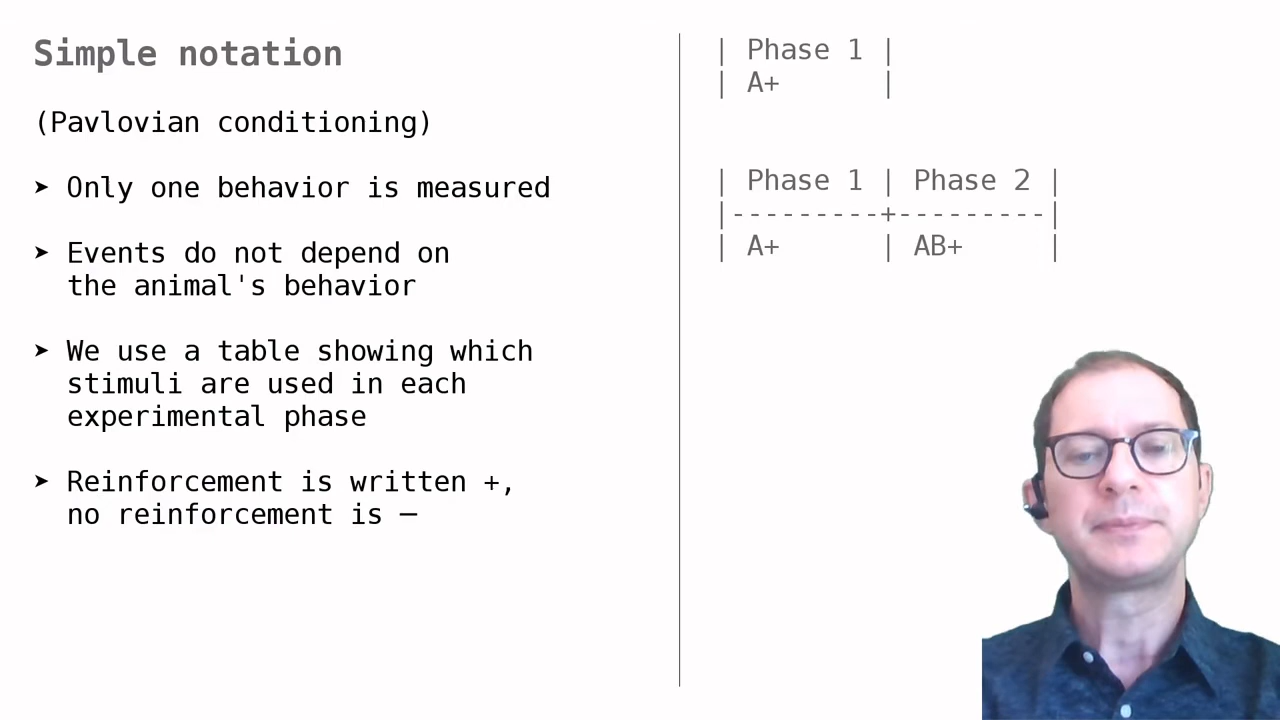 Simple notation
(Pavlovian conditioning)
➤ Only one behavior is measured
➤ Events do not depend on
the animal's behavior
➤ We use a table showing which
stimuli are used in each
experimental phase
➤ Reinforcement is written +,
no reinforcement is −
| Phase 1 |
| A+ |
| Phase 1 | Phase 2 |
|---------+---------|
| A+ | AB+ |